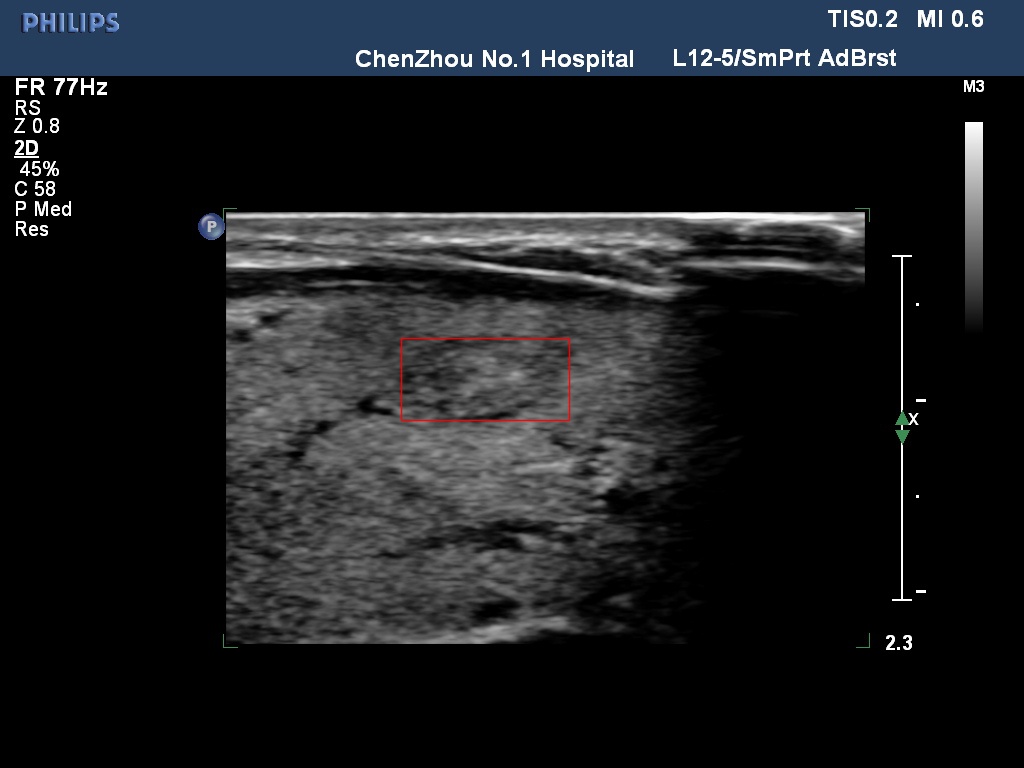 PHILIPS
TIS0.2 MI 0.6
ChenZhou No.1 Hospital L12-5/SmPrt AdBrst
FR 77Hz
RS
Z 0.8
2D
45%
C 58
P Med
Res
M3
P
X
2.3